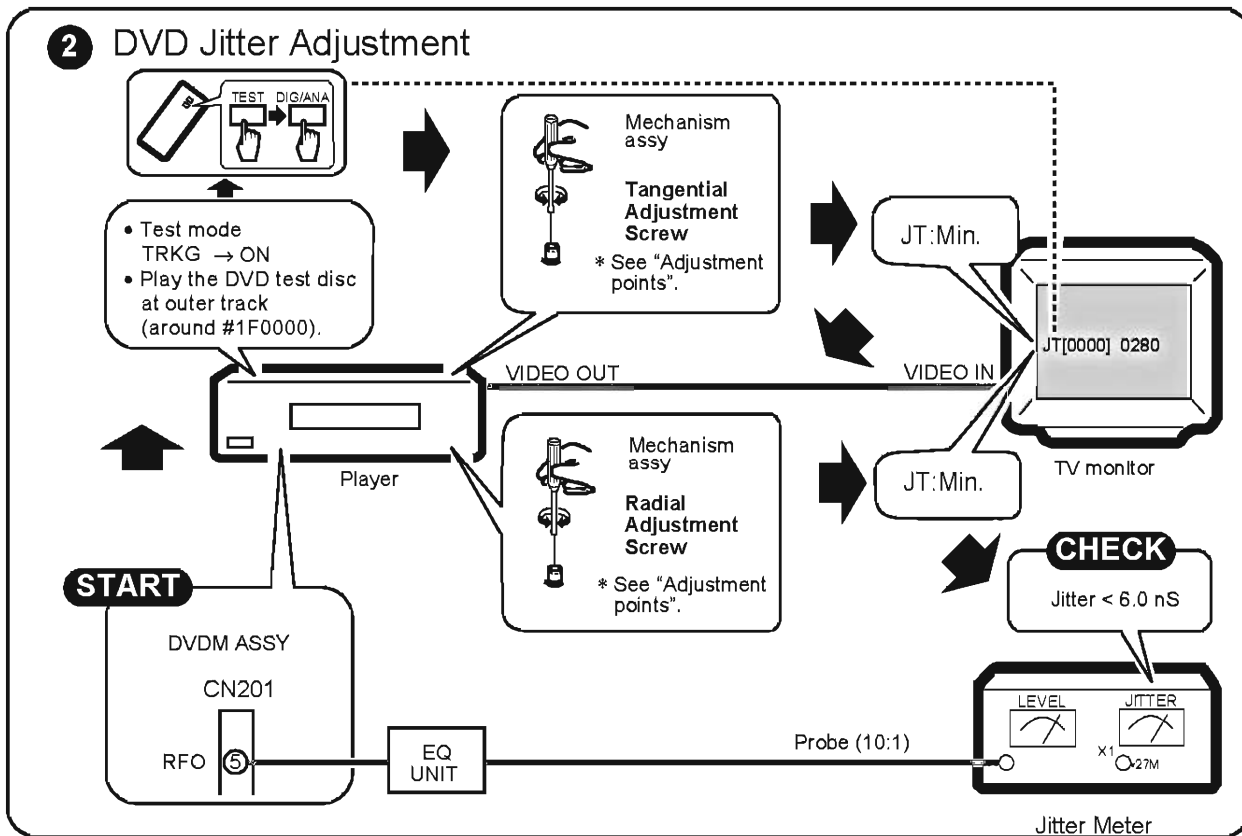 2 DVD Jitter Adjustment
TEST DIG/ANA
• Test mode
TRKG → ON
• Play the DVD test disc
at outer track
(around #1F0000).
Mechanism
assy
Tangential
Adjustment
Screw
* See “Adjustment
points”.
JT:Min.
JT[0000] 0280
TV monitor
VIDEO OUT
VIDEO IN
Player
Mechanism
assy
Radial
Adjustment
Screw
* See “Adjustment
points”.
JT:Min.
CHECK
Jitter < 6.0 nS
START
DVDM ASSY
CN201
RFO 5
EQ
UNIT
Probe (10:1)
LEVEL
JITTER
X1
27M
Jitter Meter